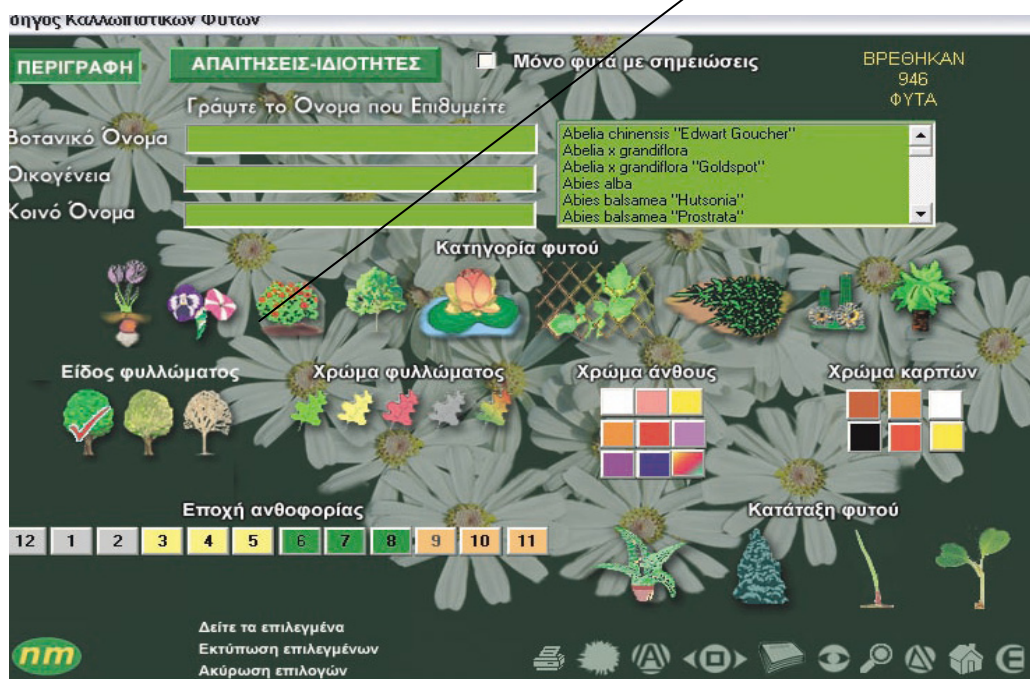 δηγος Καλλωπιστικών Φυτών
ΠΕΡΙΓΡΑΦΗ
ΑΠΑΙΤΗΣΕΙΣ-ΙΔΙΟΤΗΤΕΣ
Μόνο φυτά με σημειώσεις
ΒΡΕΘΗΚΑΝ
946
ΦΥΤΑ
Γράψτε το Όνομα που Επιθυμείτε
Βοτανικό Όνομα
Οικογένεια
Κοινό Όνομα
Abelia chinensis "Edwart Goucher"
Abelia x grandiflora
Abelia x grandiflora "Goldspot"
Abies alba
Abies balsamea "Hutsonia"
Abies balsamea "Prostrata"
Κατηγορία φυτού
Είδος φυλλώματος
Χρώμα φυλλώματος
Χρώμα άνθους
Χρώμα καρπών
Εποχή ανθοφορίας
Κατάταξη φυτού
12 1 2 3 4 5 6 7 8 9 10 11
Δείτε τα επιλεγμένα
Εκτύπωση επιλεγμένων
Ακύρωση επιλογών
nm